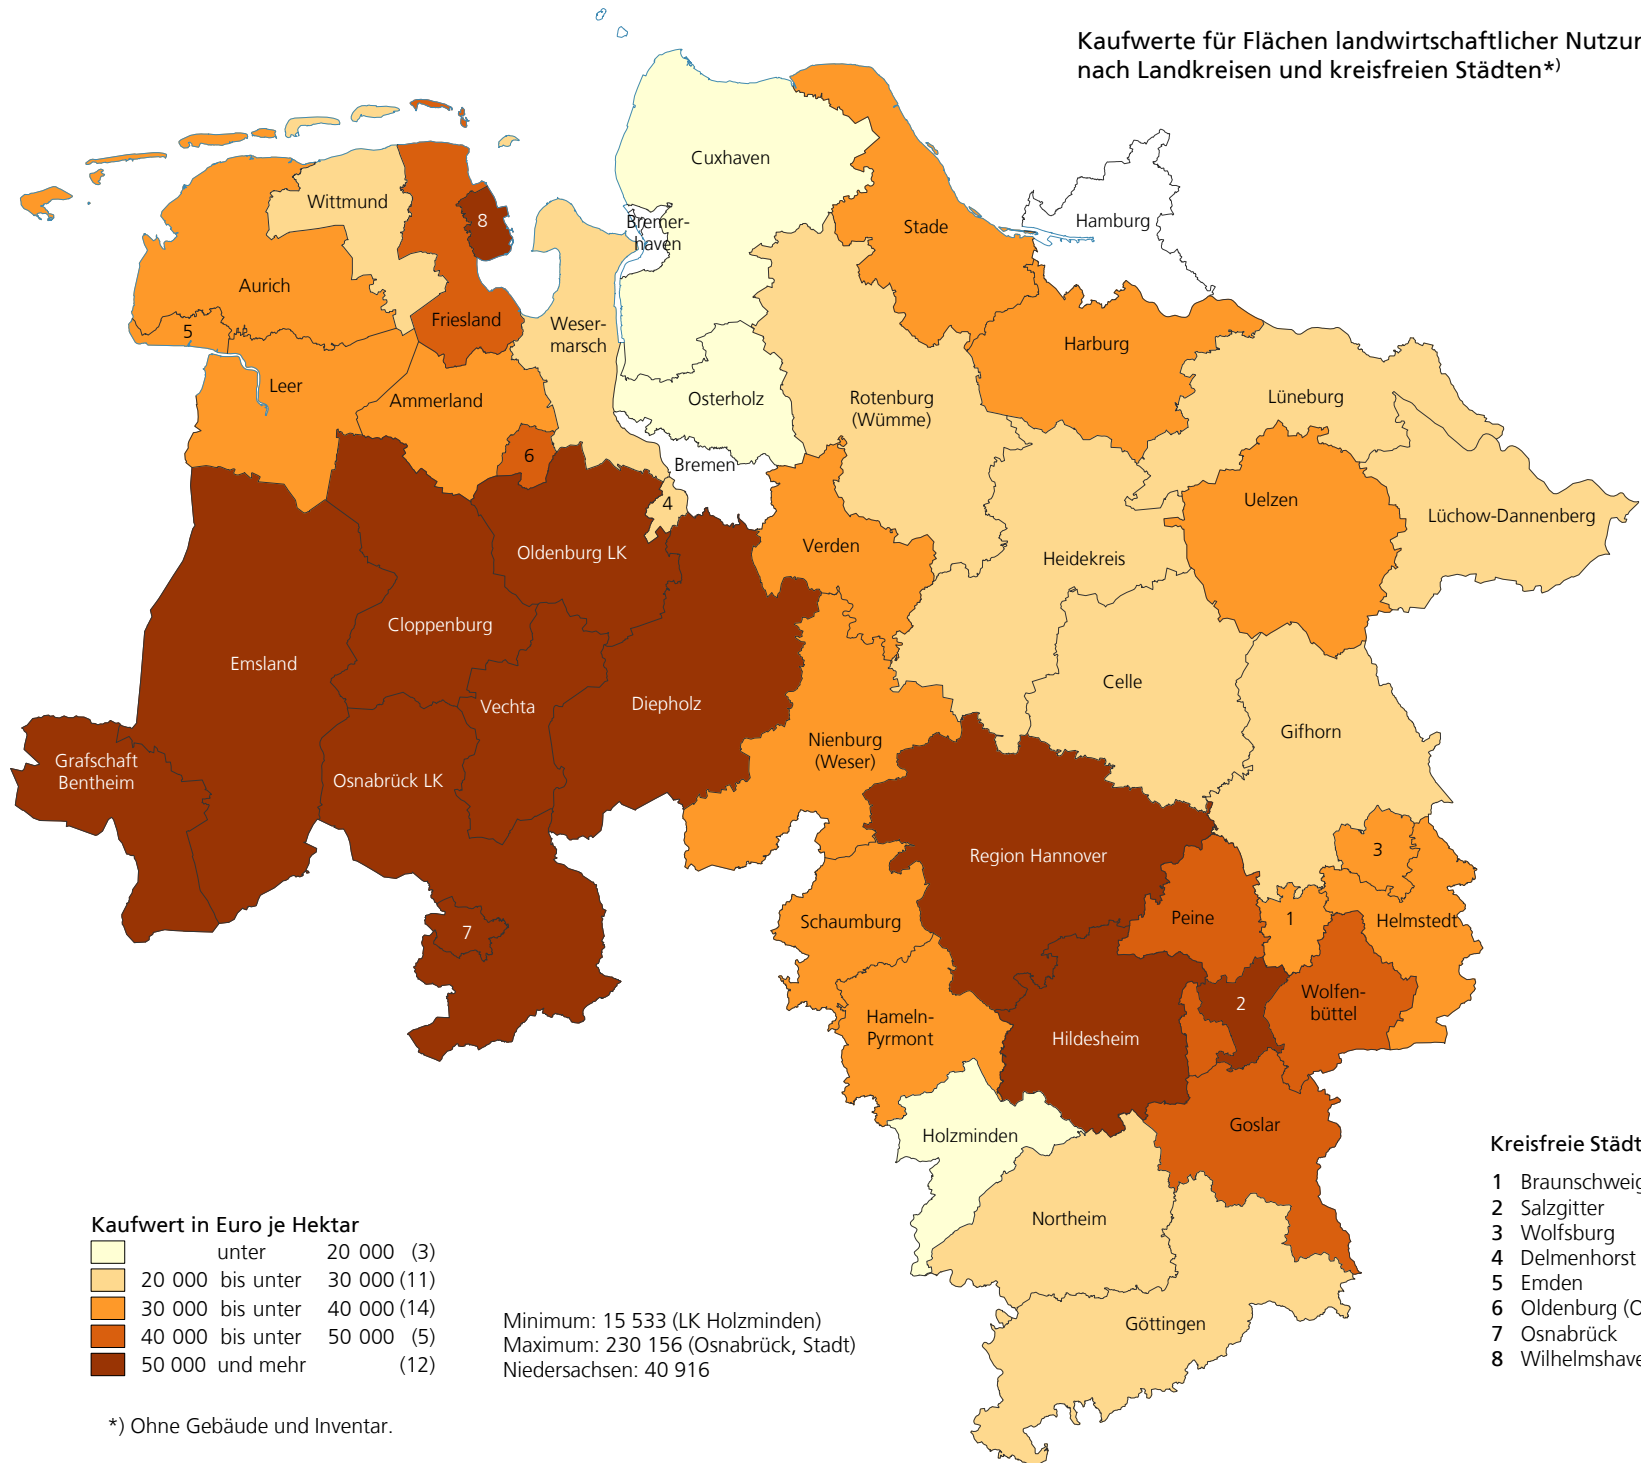 Kaufwerte für Flächen landwirtschaftlicher
nach Landkreisen und kreisfreien Städten*)
Cuxhaven
Wittmund
8
Bremer-
haven
Stade
Hamburg
Aurich
5
Friesland
Weser-
marsch
Harburg
Leer
Ammerland
Osterholz
Rotenburg
(Wümme)
Lüneburg
6
Bremen
4
Uelzen
Lüchow-Dannenberg
Oldenburg LK
Verden
Heidekreis
Cloppenburg
Emsland
Vechta
Diepholz
Celle
Gifhorn
Nienburg
(Weser)
Grafschaft
Bentheim
Osnabrück LK
Region Hannover
3
Schaumburg
Peine
1
Helmstedt
7
Hameln-
Pyrmont
Hildesheim
2
Wolfen-
büttel
Holzminden
Goslar
Northeim
Göttingen
Kaufwert in Euro je Hektar
unter 20 000 (3)
20 000 bis unter 30 000 (11)
30 000 bis unter 40 000 (14)
40 000 bis unter 50 000 (5)
50 000 und mehr (12)
Minimum: 15 533 (LK Holzminden)
Maximum: 230 156 (Osnabrück, Stadt)
Niedersachsen: 40 916
*) Ohne Gebäude und Inventar.
Kreisfreie
1 Braunschweig
2 Salzgitter
3 Wolfsburg
4 Delmenhorst
5 Emden
6 Oldenburg
7 Osnabrück
8